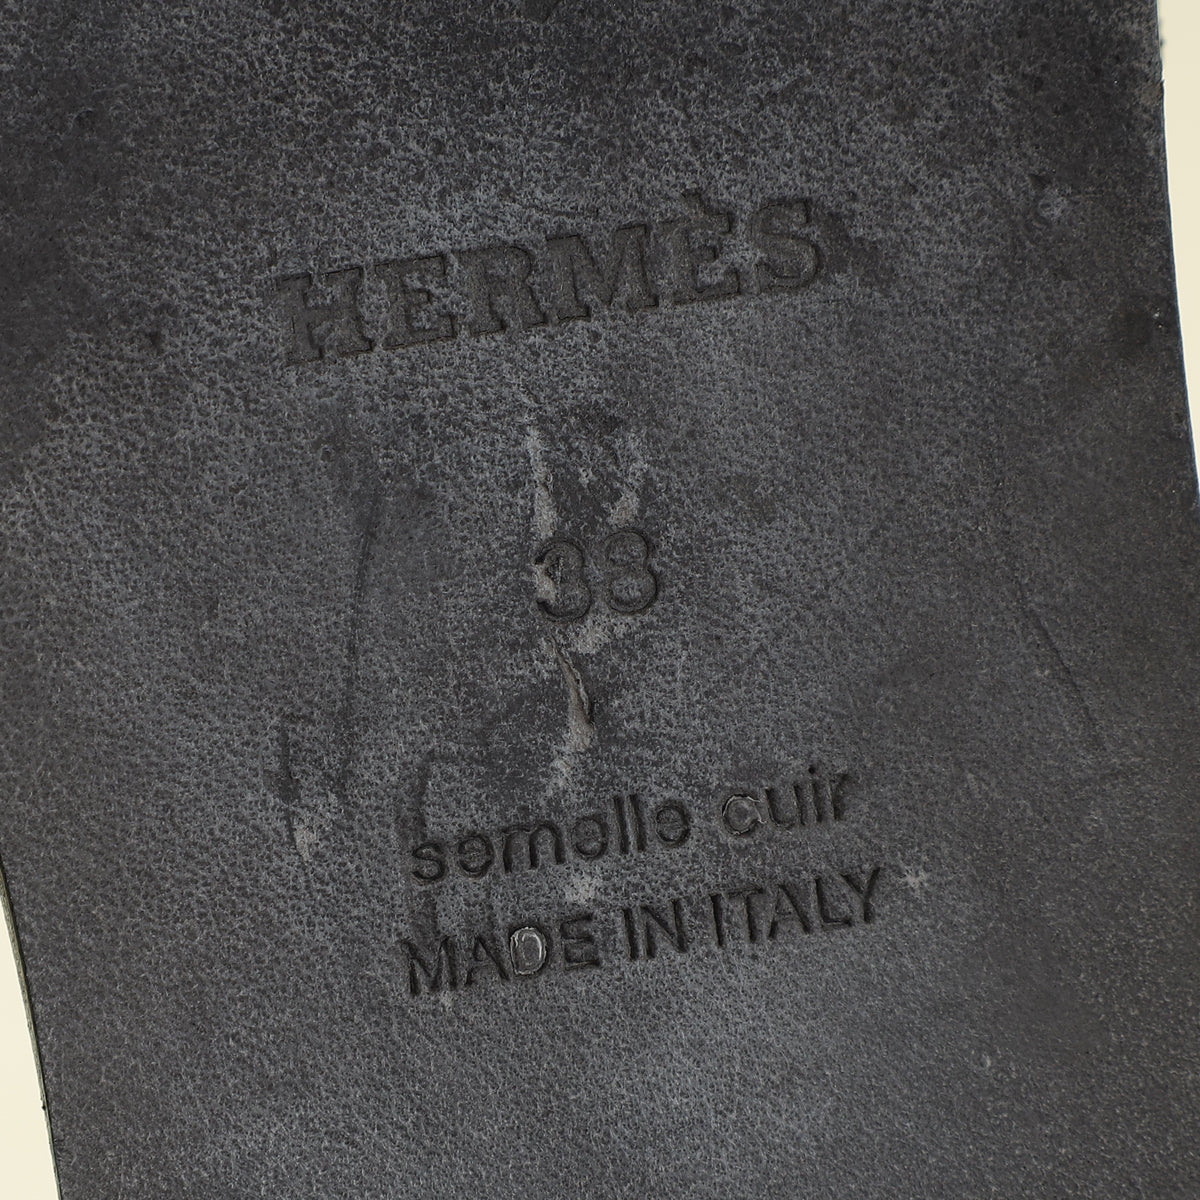 HERMÈS
38
semelle cuir
MADE IN ITALY